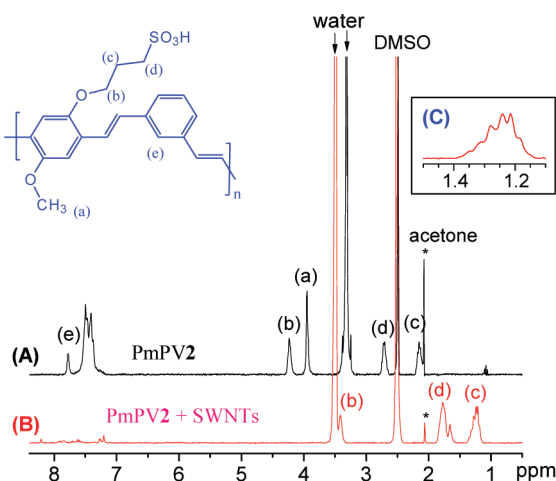 water
DMSO
(c)
SO₃H
(d)
O
(b)
(e)
O
n
CH₃
(a)
(C)
1.4 1.2
acetone
*
(a)
(b)
(d)
(c)
(e)
(A)
PmPV2
(B)
PmPV2 + SWNTs
(b)
*
(d)
(c)
8 7 6 5 4 3 2 1 ppm